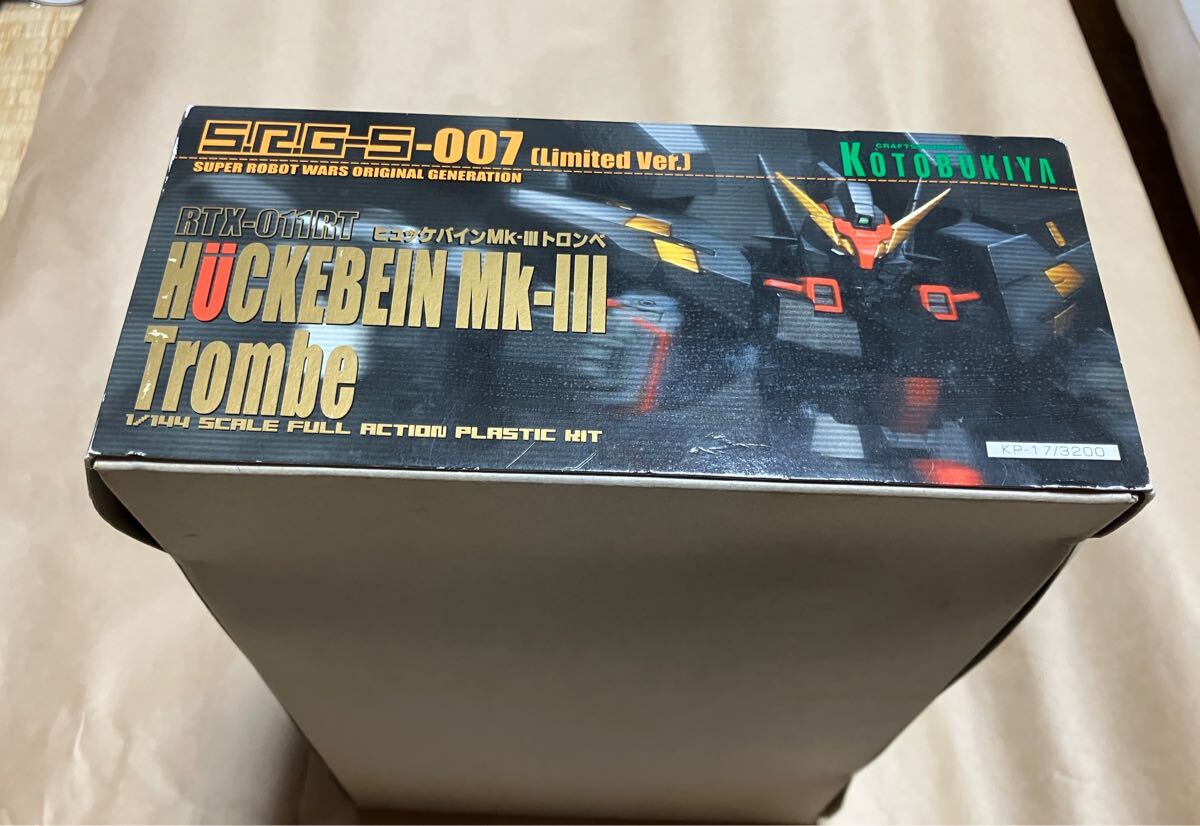 S.R.G-S-007 (Limited Ver.)
SUPER ROBOT WARS ORIGINAL GENERATION
CRAFTSMANSHIP
KOTOBUKIYA
RTX-011RT ヒュッケバインMk-Ⅲトロンベ
HüCKEBEIN Mk-III
Trombe
1/144 SCALE FULL ACTION PLASTIC KIT
KP-17/3200